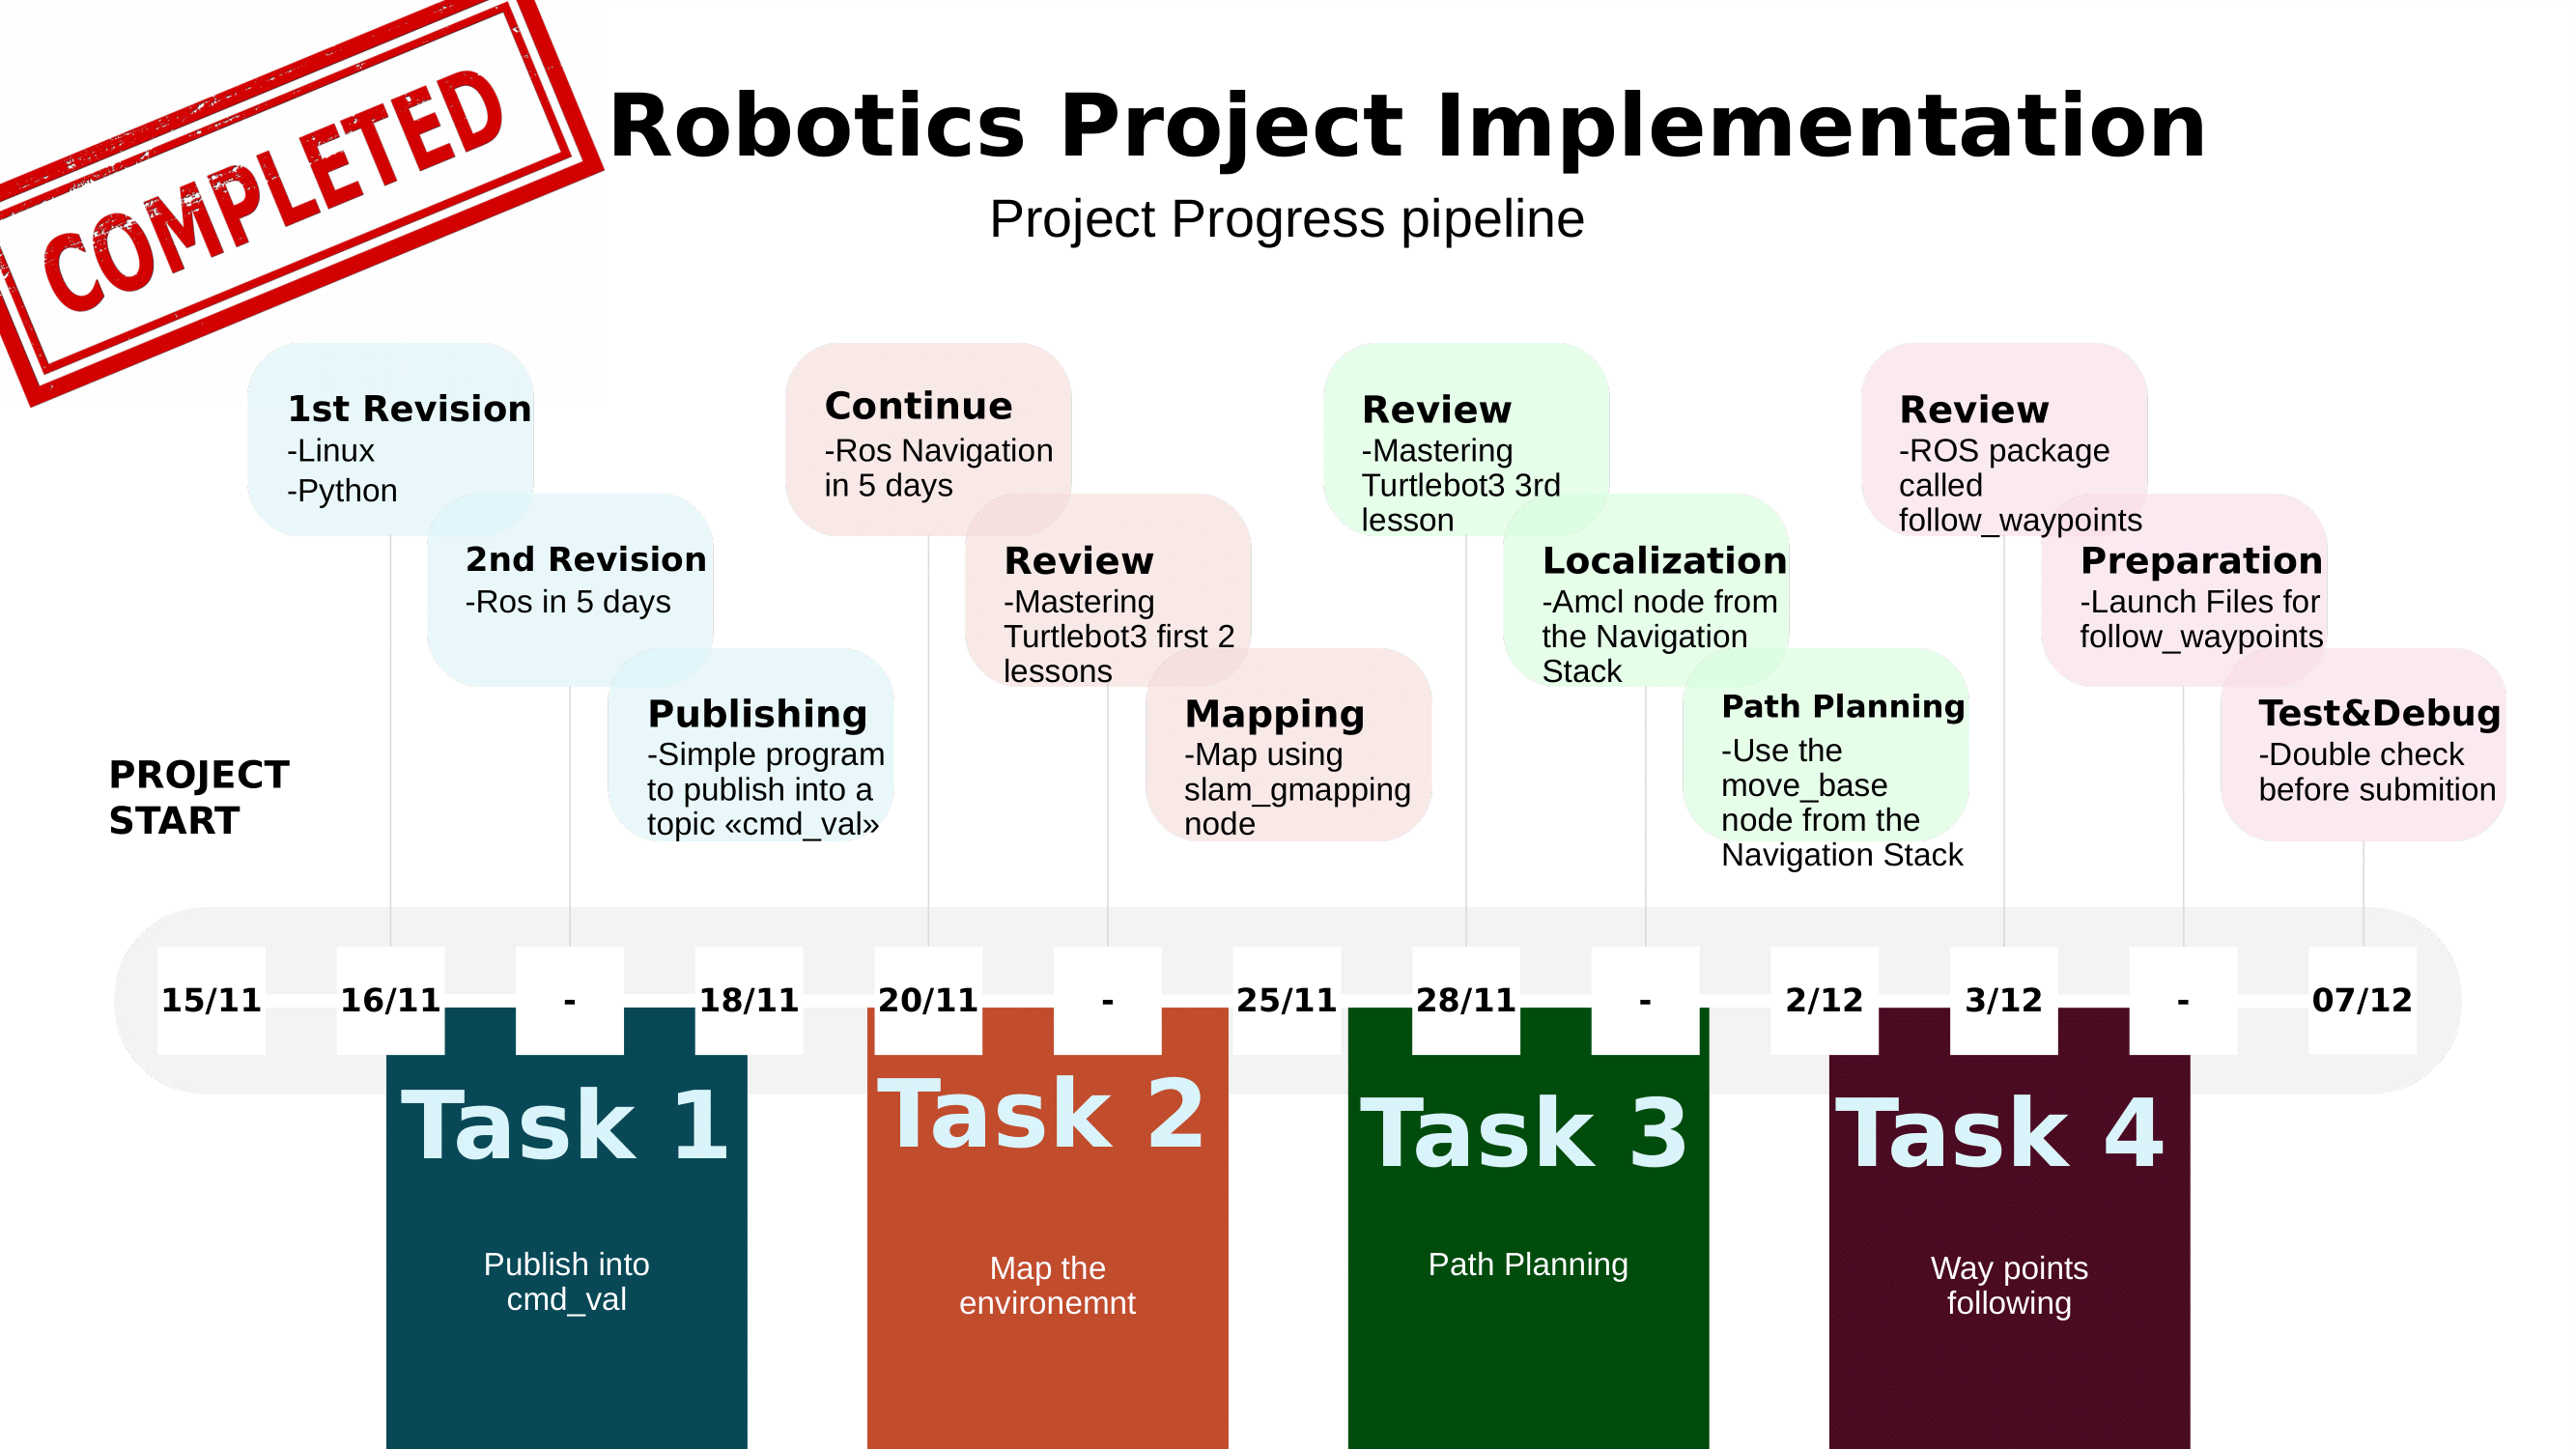 COMPLETED
Robotics Project Implementation
Project Progress pipeline
1st Revision
-Linux
-Python
2nd Revision
-Ros in 5 days
Publishing
-Simple program
to publish into a
topic «cmd_val»
Continue
-Ros Navigation
in 5 days
Review
-Mastering
Turtlebot3 first 2
lessons
Mapping
-Map using
slam_gmapping
node
Review
-Mastering
Turtlebot3 3rd
lesson
Localization
-Amcl node from
the Navigation
Stack
Path Planning
-Use the
move_base
node from the
Navigation Stack
Review
-ROS package
called
follow_waypoints
Preparation
-Launch Files for
follow_waypoints
Test&Debug
-Double check
before submition
PROJECT
START
15/11
16/11
-
18/11
20/11
-
25/11
28/11
-
2/12
3/12
-
07/12
Task 1
Publish into
cmd_val
Task 2
Map the
environemnt
Task 3
Path Planning
Task 4
Way points
following